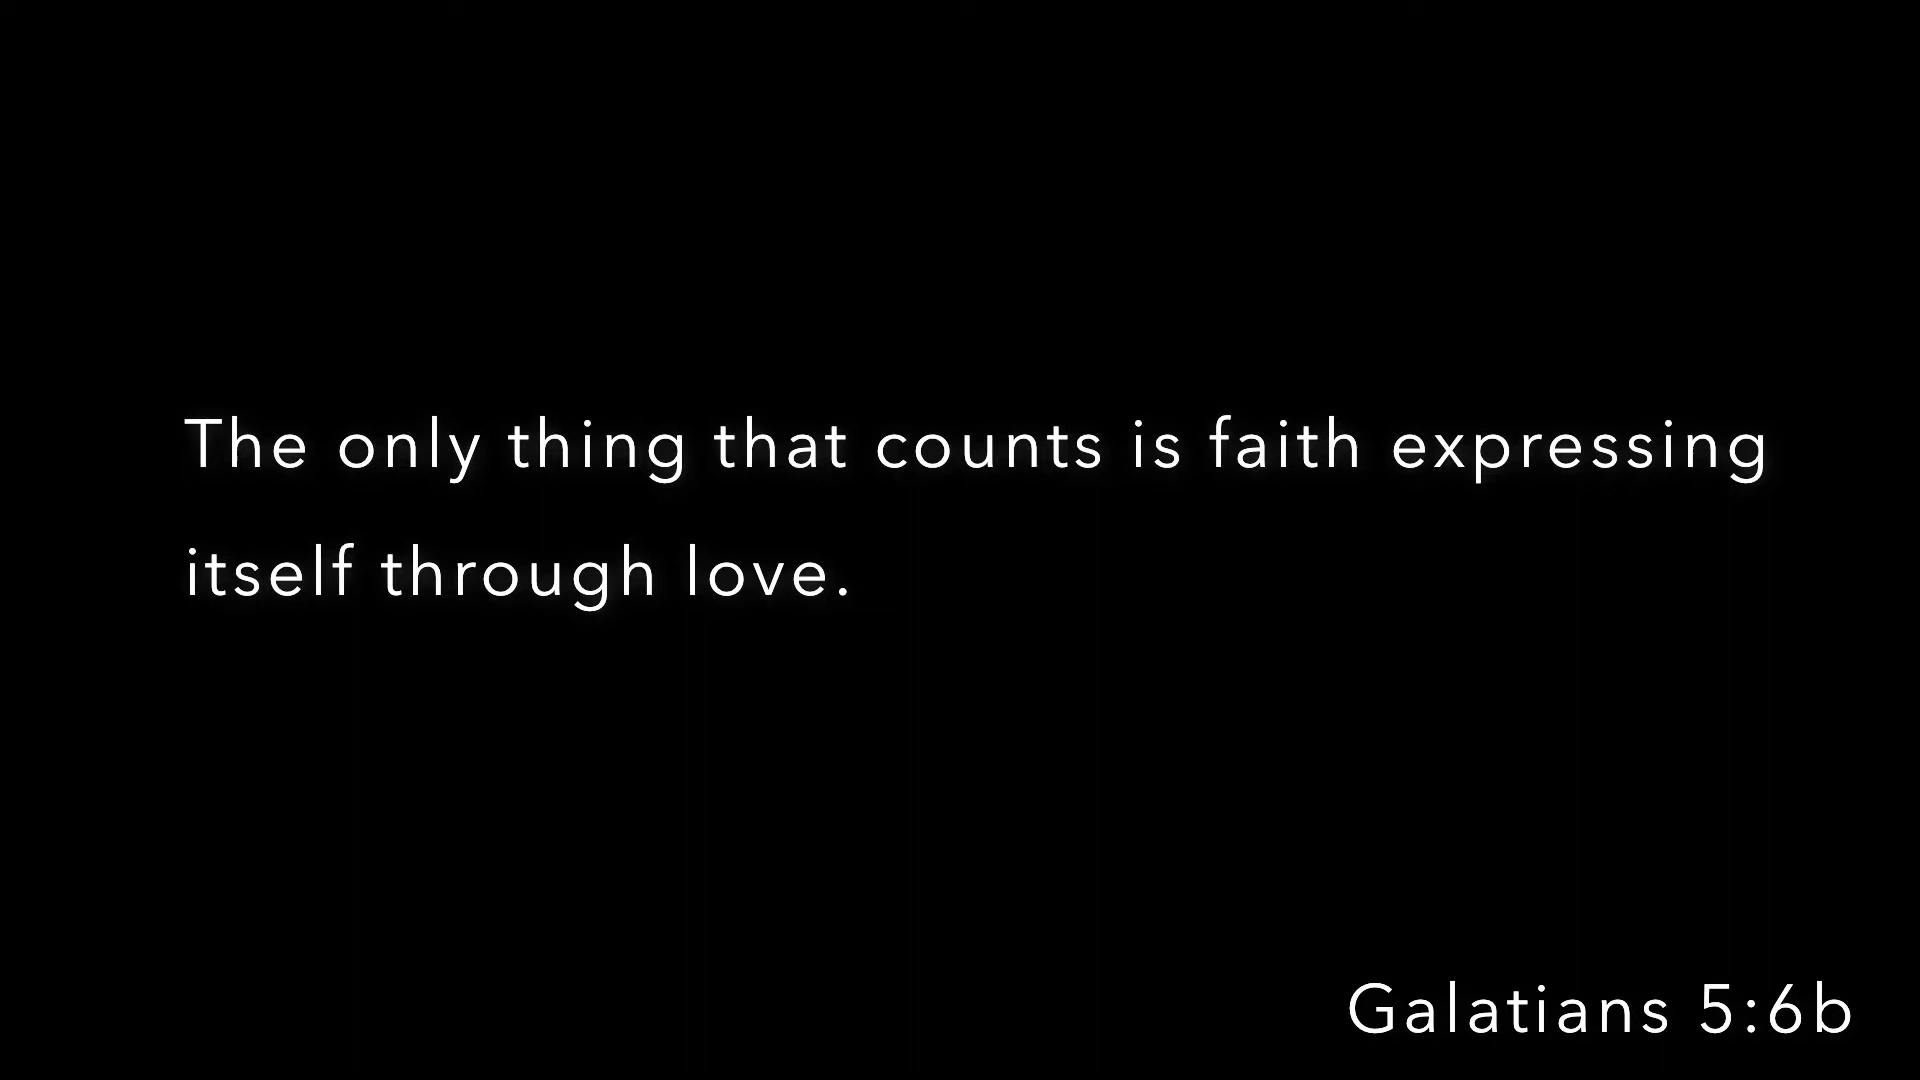 The only thing that counts is faith expressing
itself through love.
Galatians 5:6b